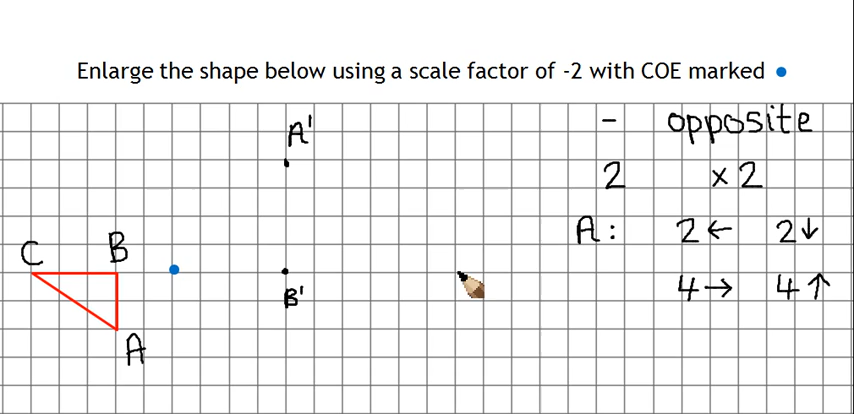 Enlarge the shape below using a scale factor of -2 with COE marked
- opposite
A'
2 ×2
A: 2← 2↓
C B
B'
4→ 4↑
A